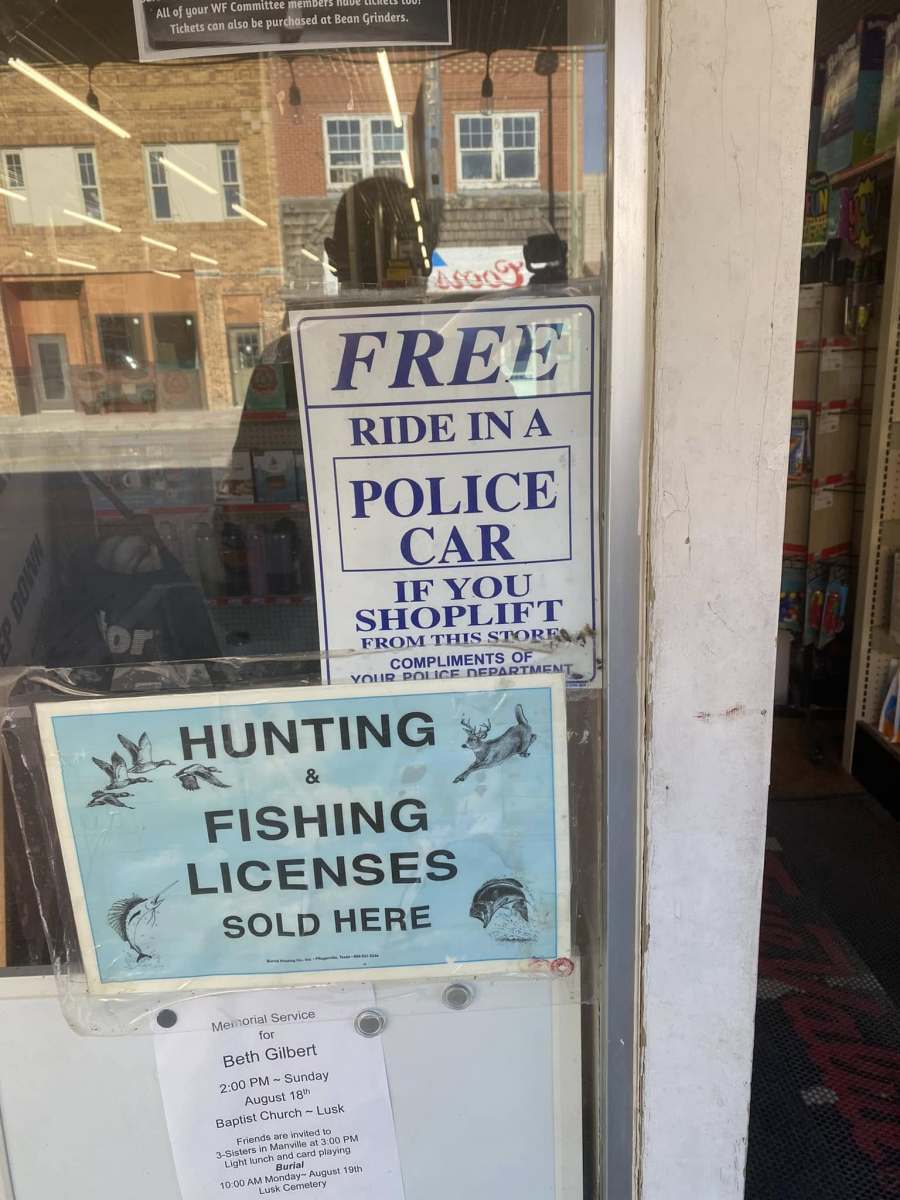 All of your WF Committee members have tickets too!
Tickets can also be purchased at Bean Grinders.
Coors
FREE
RIDE IN A
POLICE
CAR
IF YOU
SHOPLIFT
FROM THIS STORE
COMPLIMENTS OF
YOUR POLICE DEPARTMENT
HUNTING
&
FISHING
LICENSES
SOLD HERE
Memorial Service
for
Beth Gilbert
2:00 PM ~ Sunday
August 18th
Baptist Church ~ Lusk
Friends are invited to
3-Sisters in Manville at 3:00 PM
Light lunch and card playing
Burial
10:00 AM Monday~ August 19th
Lusk Cemetery